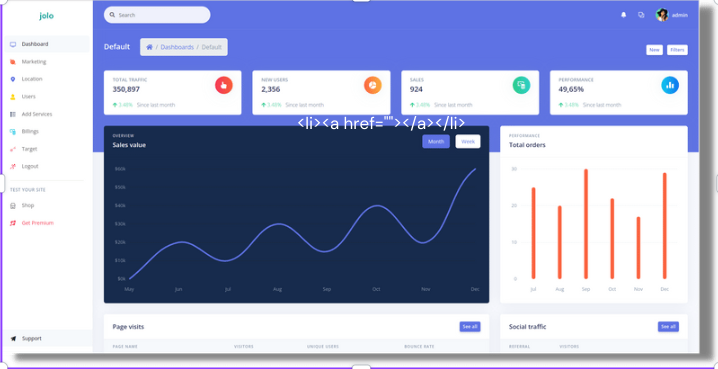 jolo
Search
admin
Dashboard
Marketing
Location
Users
Add Services
Billings
Target
Logout
TEST YOUR SITE
Ship
Get Premium
Support
Default
/ Dashboards / Default
New
Filters
TOTAL TRAFFIC
350,897
3.48% Since last month
NEW USERS
2,356
3.48% Since last month
SALES
924
3.48% Since last month
PERFORMANCE
49,65%
3.48% Since last month
<li><a href=""></a></li>
OVERVIEW
Sales value
Month
Week
$60k
$50k
$40k
$30k
$20k
$10k
$0k
May Jun Jul Aug Sep Oct Nov Dec
PERFORMANCE
Total orders
30
20
10
0
Jul Aug Sep Oct Nov Dec
Page visits
See all
PAGE NAME VISITORS UNIQUE USERS BOUNCE RATE
Social traffic
See all
REFERRAL VISITORS